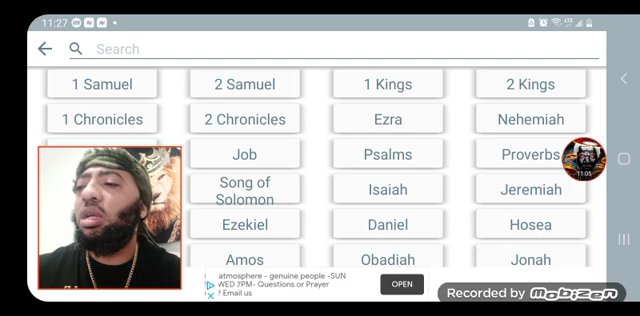 11:27
LTE
Search
1 Samuel
2 Samuel
1 Kings
2 Kings
1 Chronicles
2 Chronicles
Ezra
Nehemiah
Job
Psalms
Proverbs
Song of
Solomon
Isaiah
Jeremiah
Ezekiel
Daniel
Hosea
Amos
Obadiah
Jonah
11:05
atmosphere - genuine people -SUN
WED 7PM- Questions or Prayer
? Email us
OPEN
Recorded by Mobizen